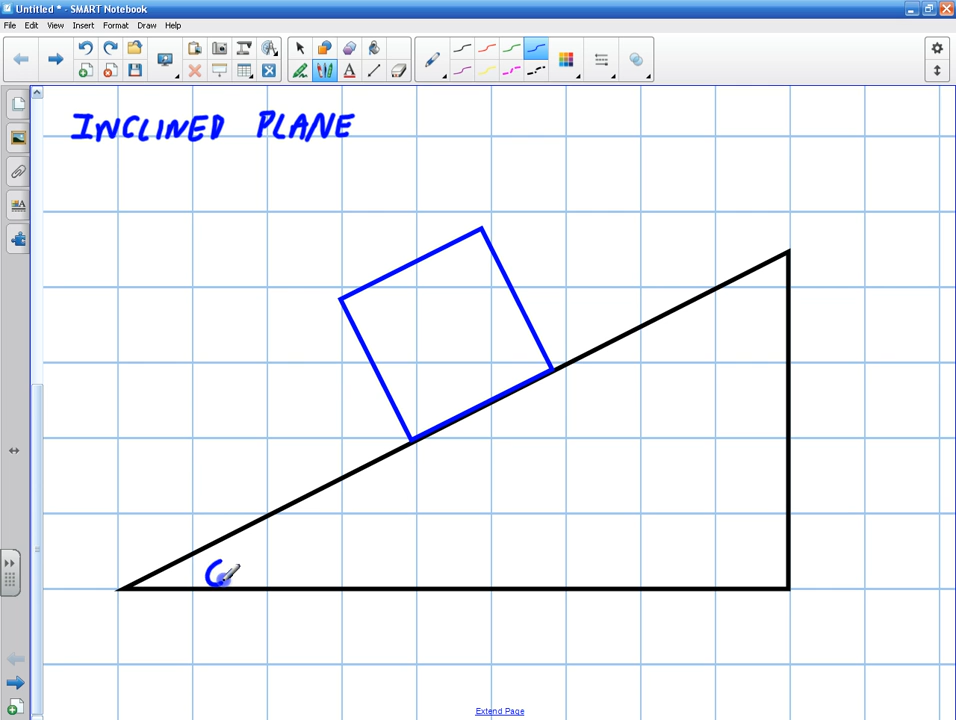 Untitled * - SMART Notebook
File Edit View Insert Format Draw Help
INCLINED PLANE
Extend Page